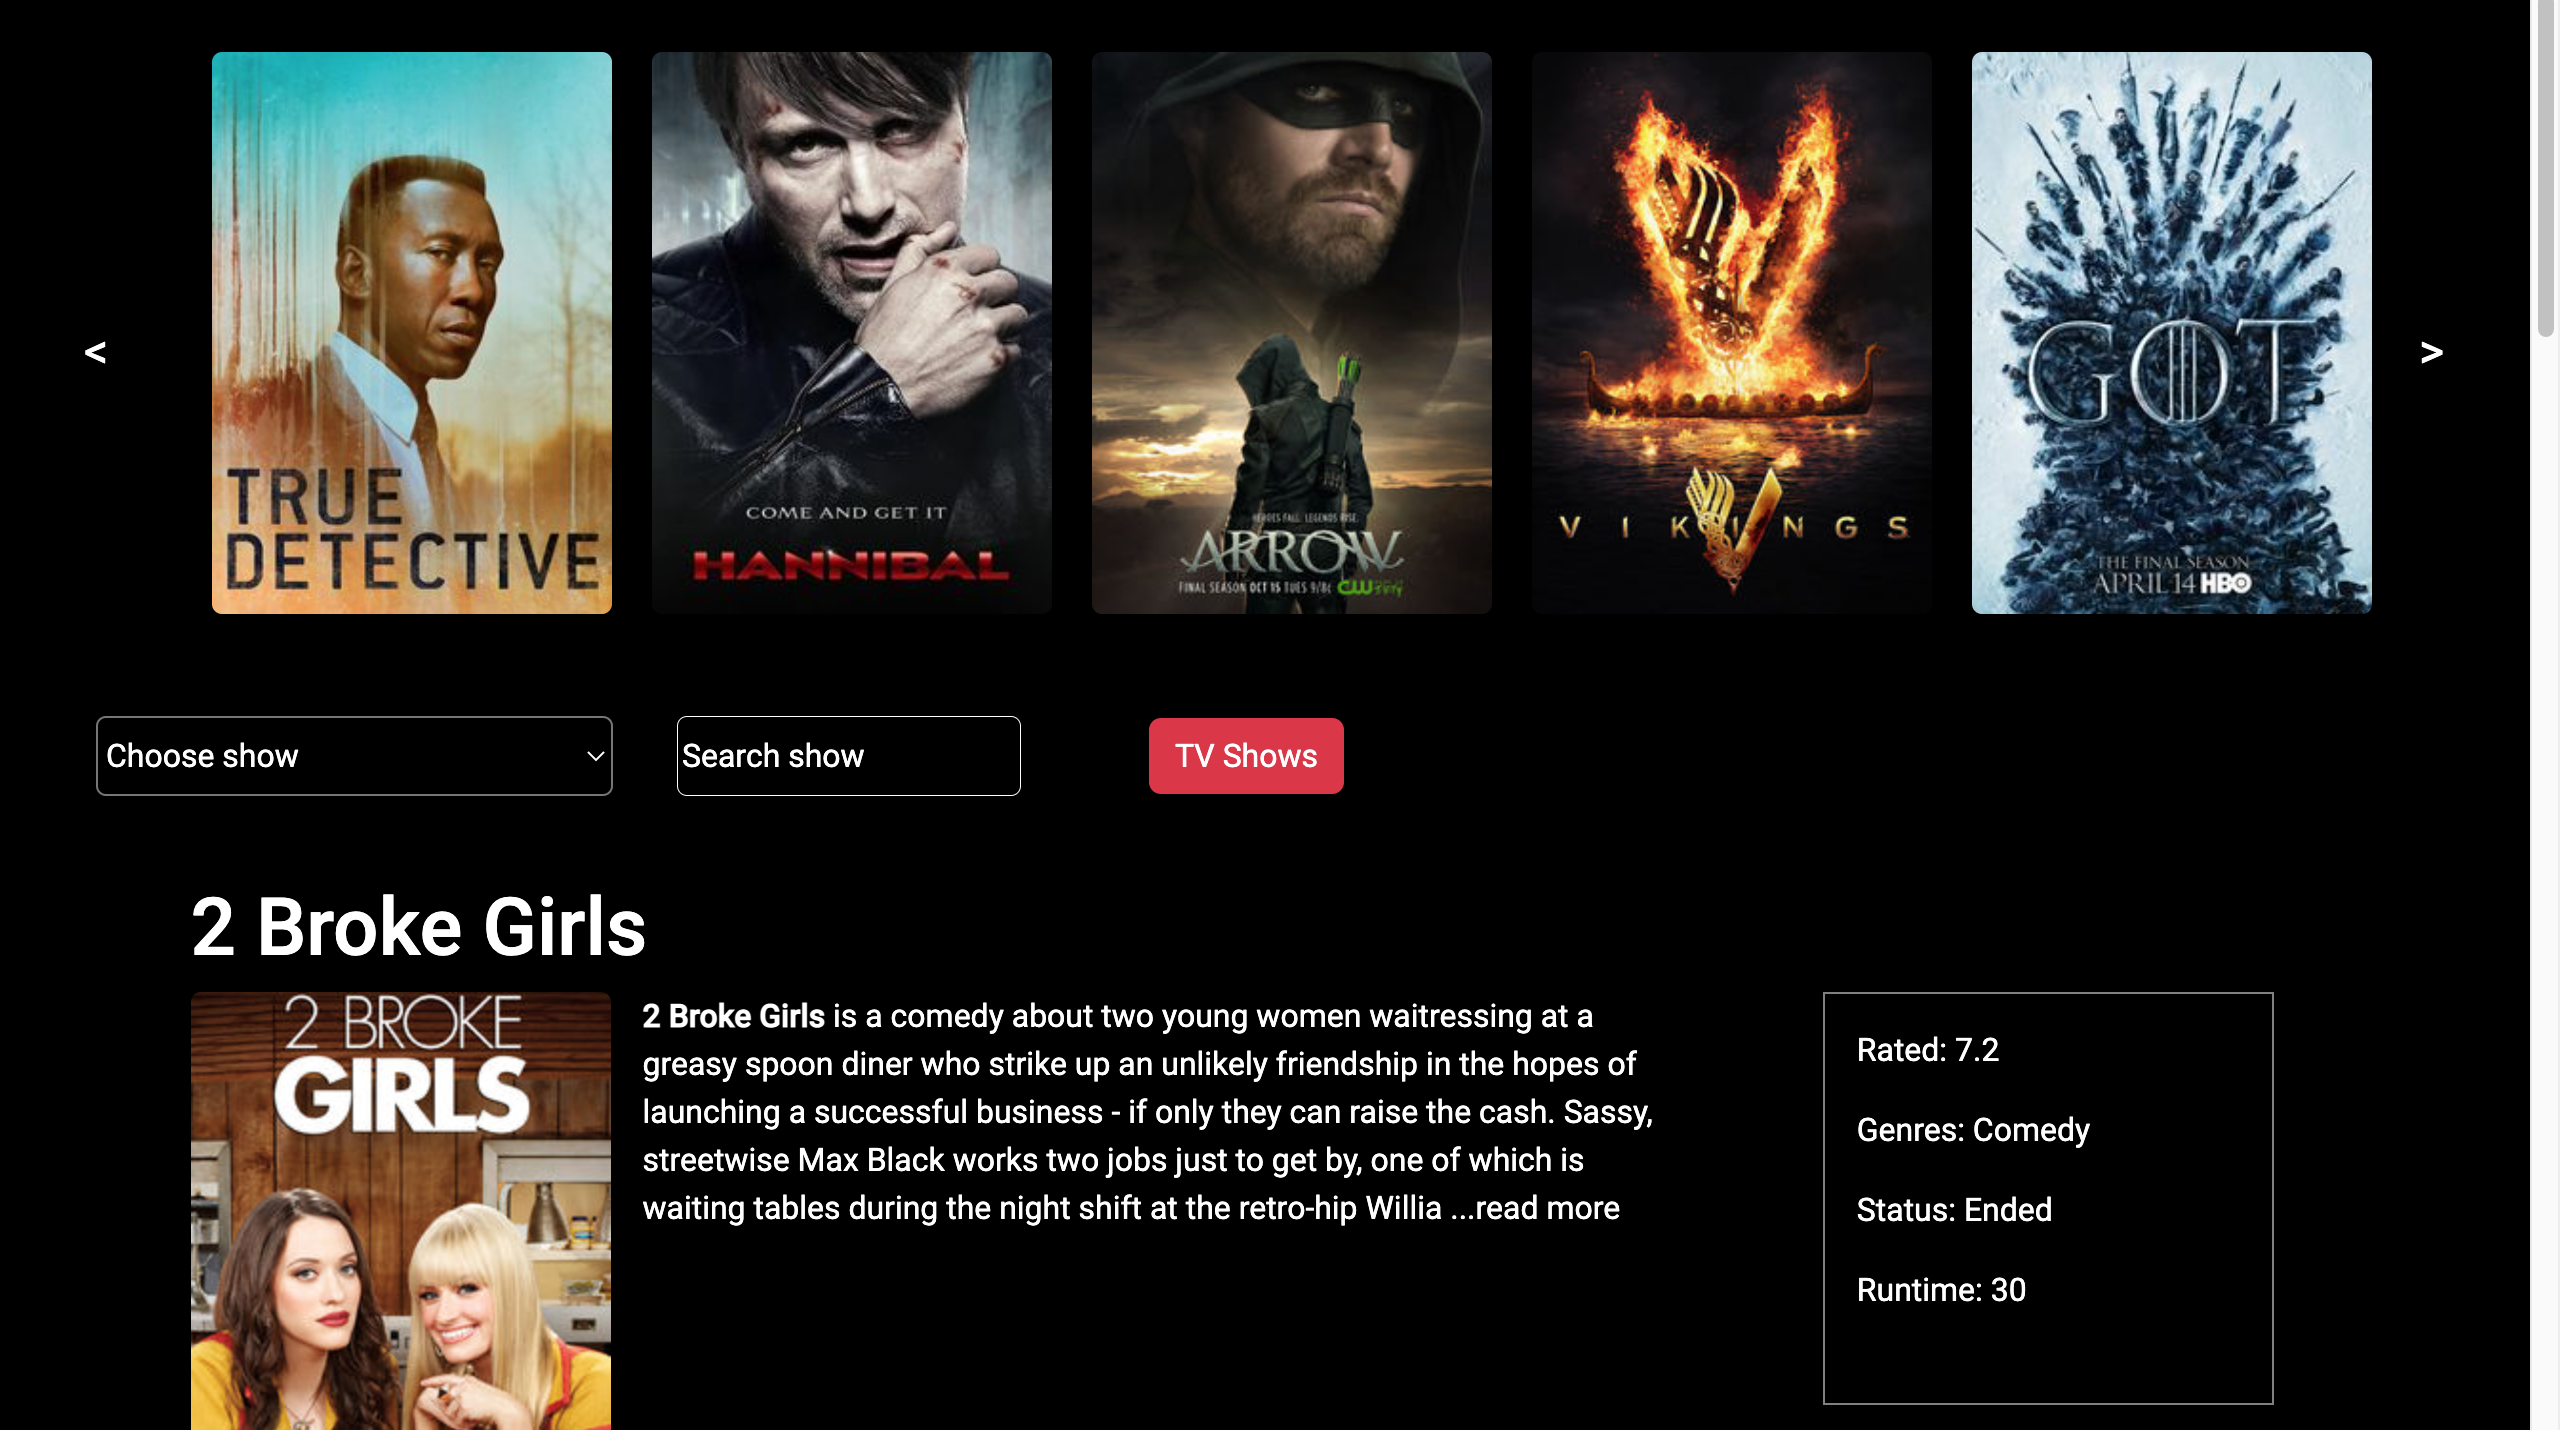 <
TRUE
DETECTIVE
COME AND GET IT
HANNIBAL
HEROES FALL. LEGENDS RISE.
ARROW
FINAL SEASON OCT 15 TUES 9/8c CW
VIKINGS
GOT
THE FINAL SEASON
APRIL 14 HBO
>
Choose show
Search show
TV Shows
2 Broke Girls
2 BROKE
GIRLS
2 Broke Girls is a comedy about two young women waitressing at a
greasy spoon diner who strike up an unlikely friendship in the hopes of
launching a successful business - if only they can raise the cash. Sassy,
streetwise Max Black works two jobs just to get by, one of which is
waiting tables during the night shift at the retro-hip Willia ...read more
Rated: 7.2
Genres: Comedy
Status: Ended
Runtime: 30